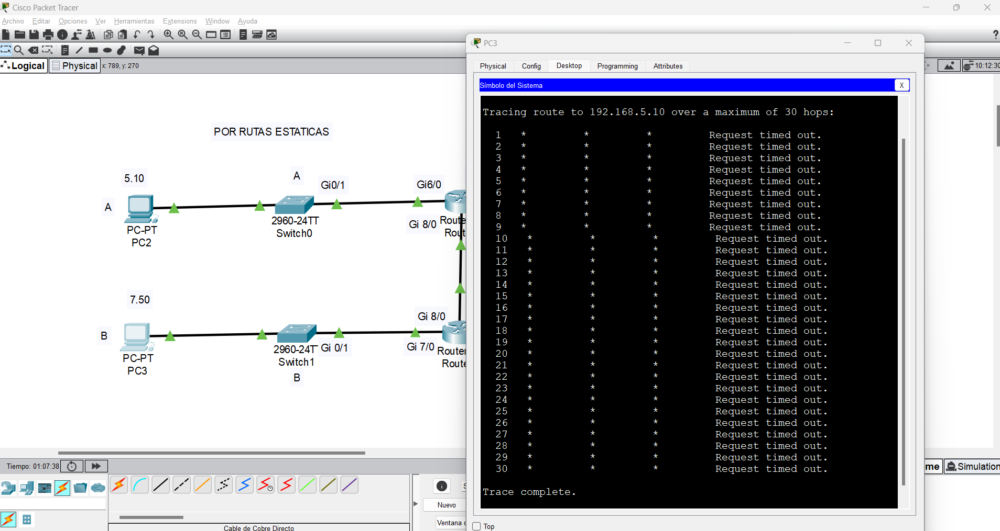 Cisco Packet Tracer
Archivo Editar Opciones Ver Herramientas Extensions Window Ayuda
?
Logical Physical x: 789, y: 270
10:12:30
POR RUTAS ESTATICAS
5.10
A
Gi0/1
Gi6/0
A
PC-PT
PC2
2960-24TT
Switch0
Gi 8/0
Route
Rout
7.50
Gi 8/0
B
PC-PT
PC3
2960-24T
Switch1
Gi 0/1
B
Gi 7/0
Router
Route
Tiempo: 01:07:38
me Simulation
Nuevo
Ventana
Cable de Cobre Directo
PC3
Physical Config Desktop Programming Attributes
Símbolo del Sistema X
Tracing route to 192.168.5.10 over a maximum of 30 hops:
1 * * * Request timed out.
2 * * * Request timed out.
3 * * * Request timed out.
4 * * * Request timed out.
5 * * * Request timed out.
6 * * * Request timed out.
7 * * * Request timed out.
8 * * * Request timed out.
9 * * * Request timed out.
10 * * * Request timed out.
11 * * * Request timed out.
12 * * * Request timed out.
13 * * * Request timed out.
14 * * * Request timed out.
15 * * * Request timed out.
16 * * * Request timed out.
17 * * * Request timed out.
18 * * * Request timed out.
19 * * * Request timed out.
20 * * * Request timed out.
21 * * * Request timed out.
22 * * * Request timed out.
23 * * * Request timed out.
24 * * * Request timed out.
25 * * * Request timed out.
26 * * * Request timed out.
27 * * * Request timed out.
28 * * * Request timed out.
29 * * * Request timed out.
30 * * * Request timed out.
Trace complete.
Top